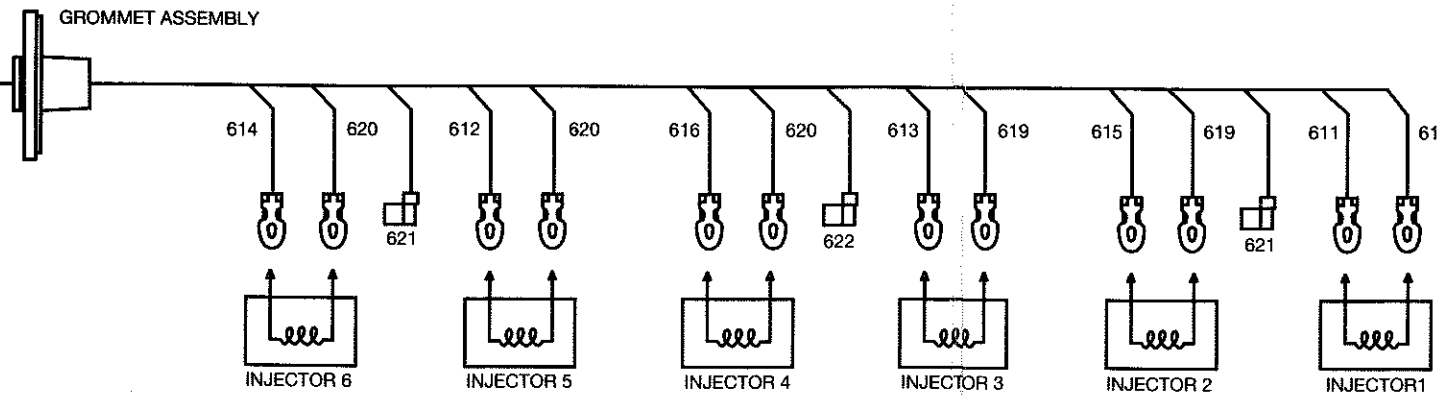 GROMMET ASSEMBLY
614 620 612 620 616 620 613 619 615 619 611 61
621 622 621
INJECTOR 6 INJECTOR 5 INJECTOR 4 INJECTOR 3 INJECTOR 2 INJECTOR1